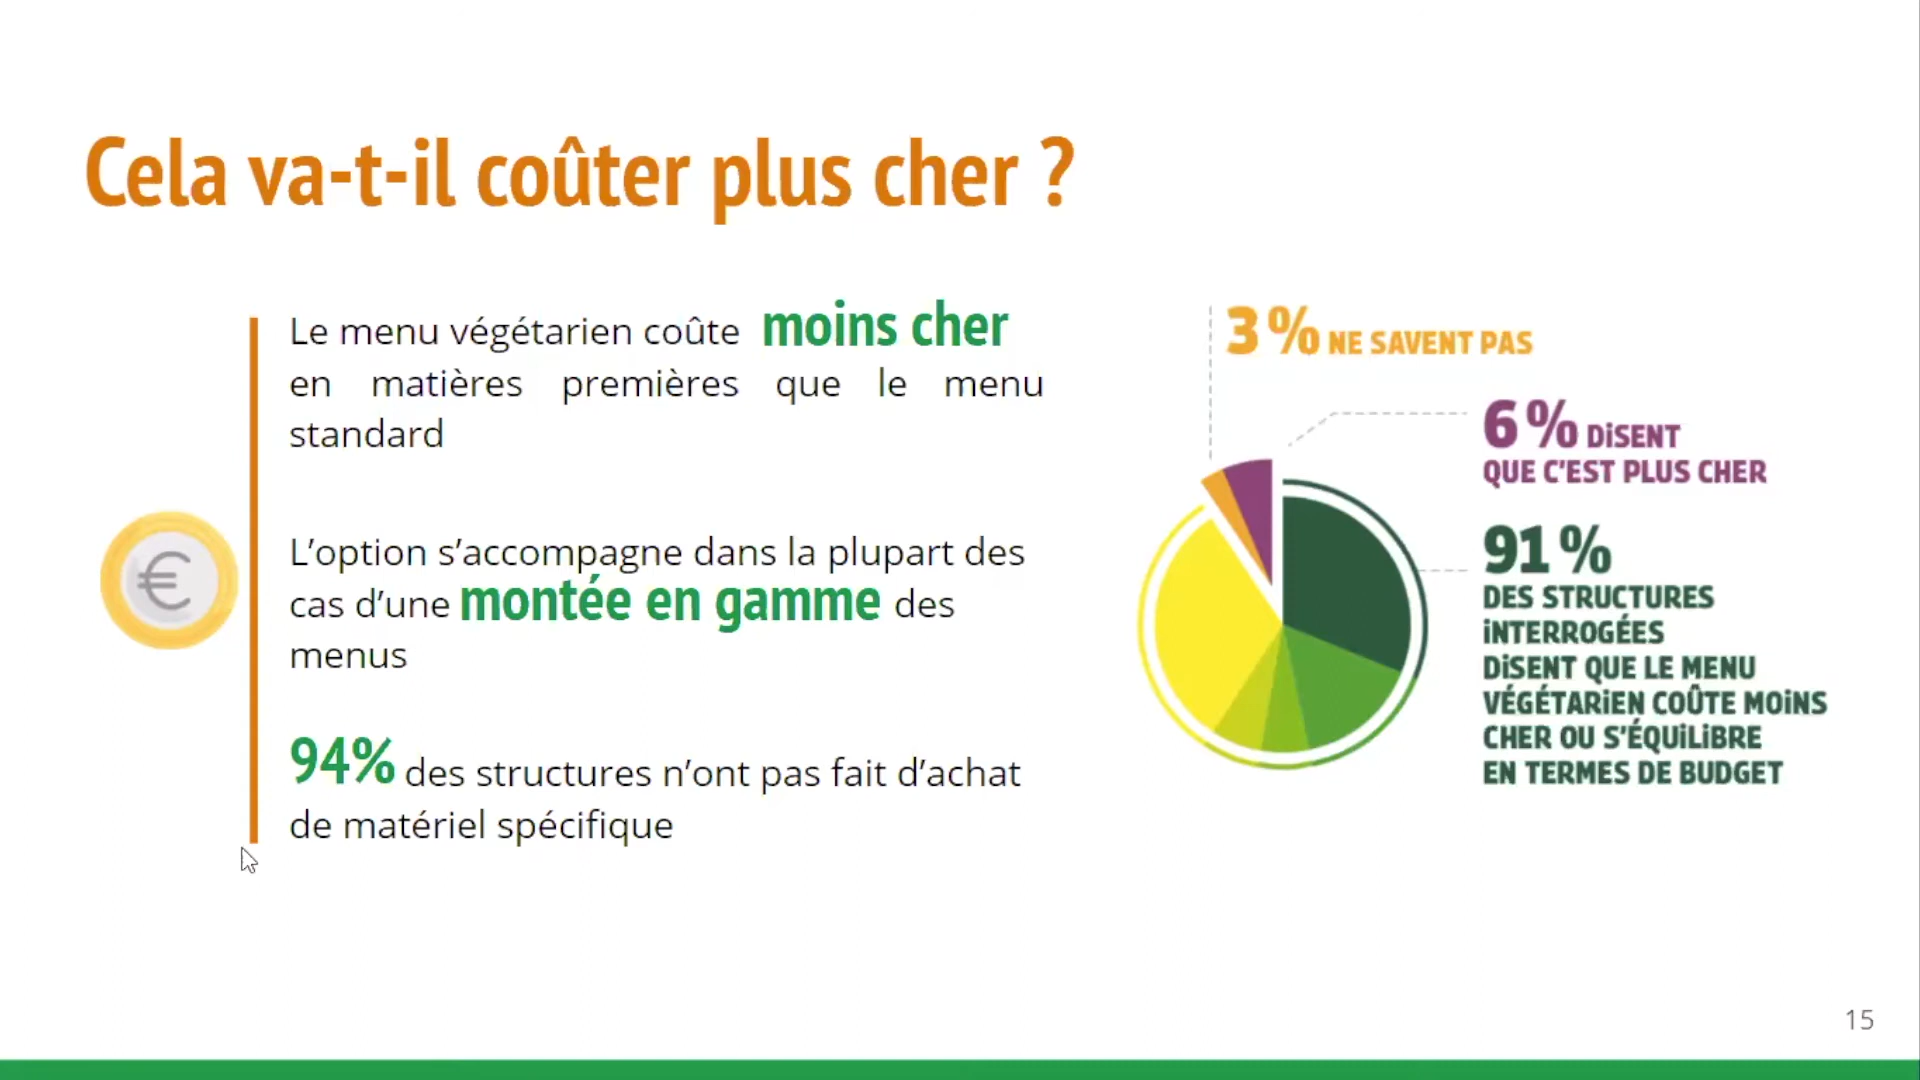 Cela va-t-il coûter plus cher ?
Le menu végétarien coûte moins cher
en matières premières que le menu
standard
L’option s’accompagne dans la plupart des
cas d’une montée en gamme des
menus
94% des structures n’ont pas fait d’achat
de matériel spécifique
€
3 % NE SAVENT PAS
6 % DiSENT
QUE C’EST PLUS CHER
91 %
DES STRUCTURES
iNTERROGÉES
DiSENT QUE LE MENU
VÉGÉTARiEN COÛTE MOiNS
CHER OU S’ÉQUiLiBRE
EN TERMES DE BUDGET
15